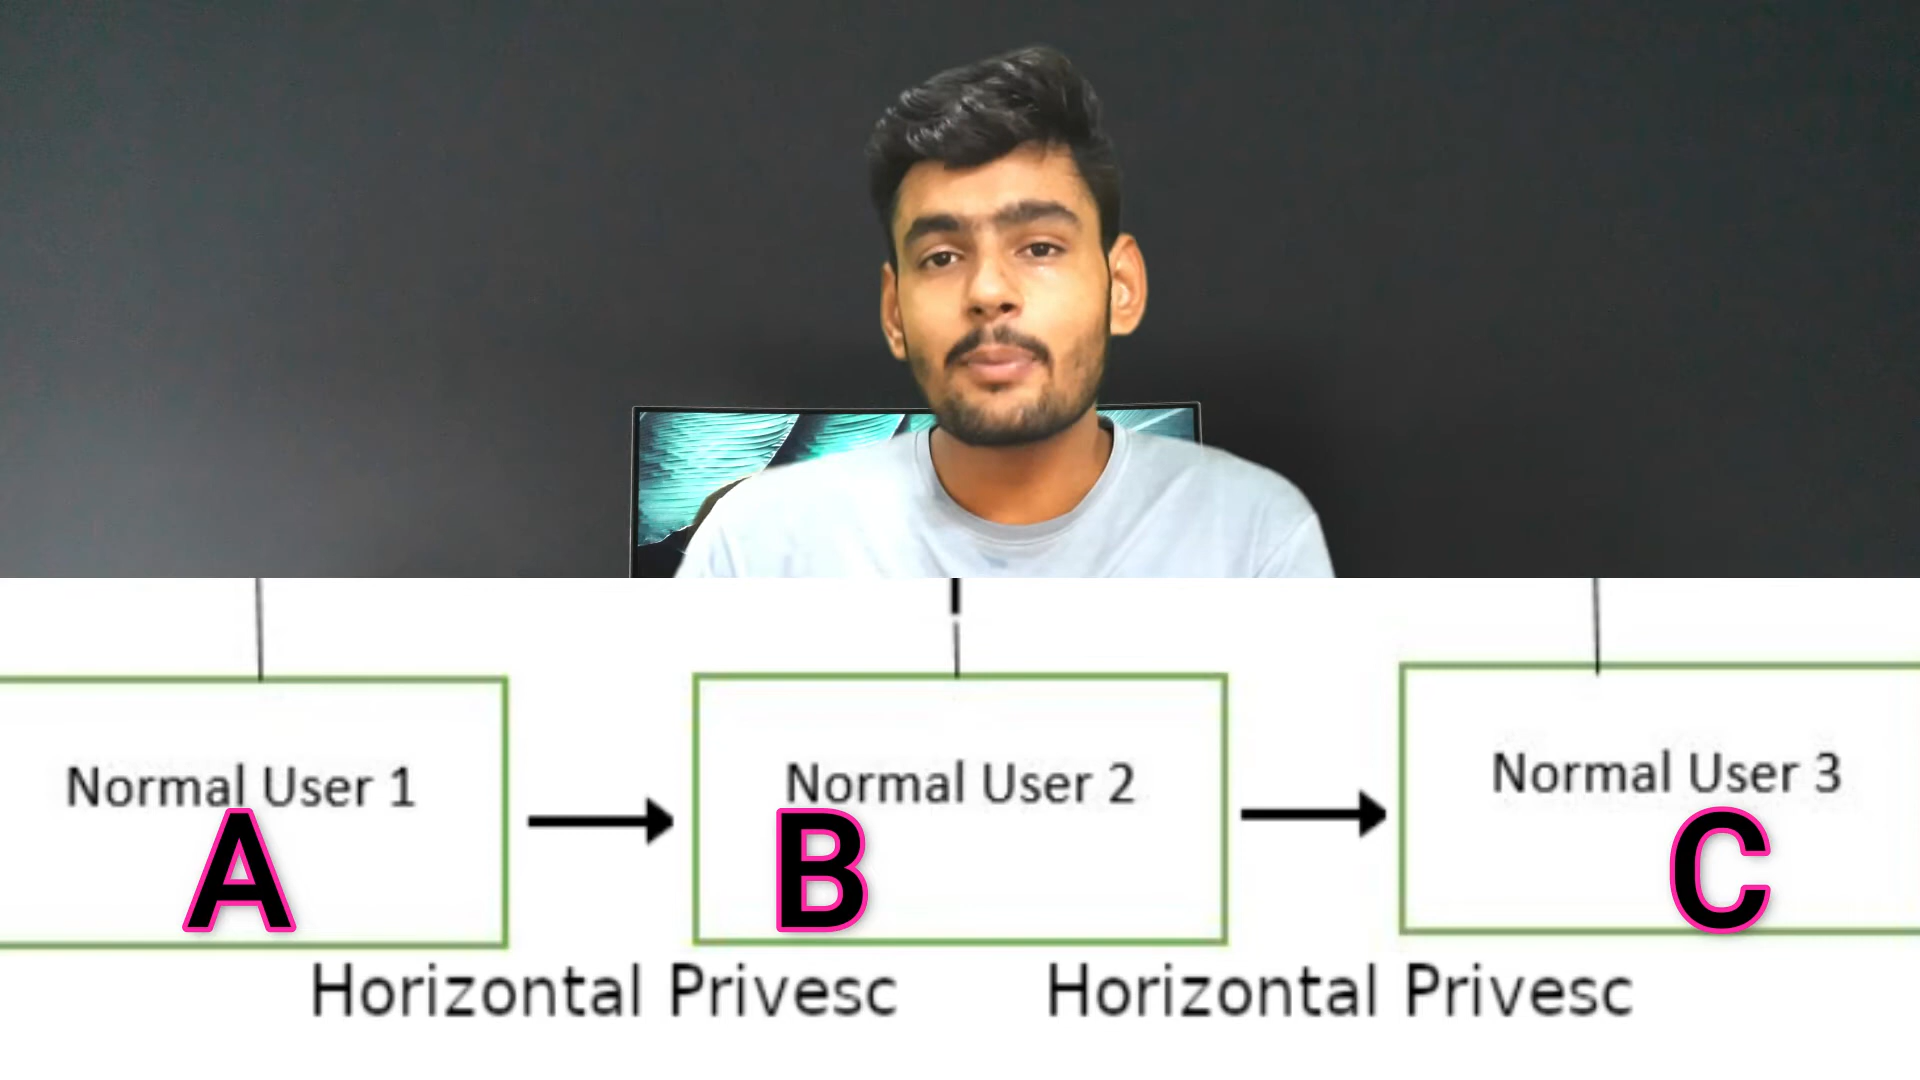 Normal User 1
Normal User 2
Normal User 3
A
B
C
Horizontal Privesc
Horizontal Privesc